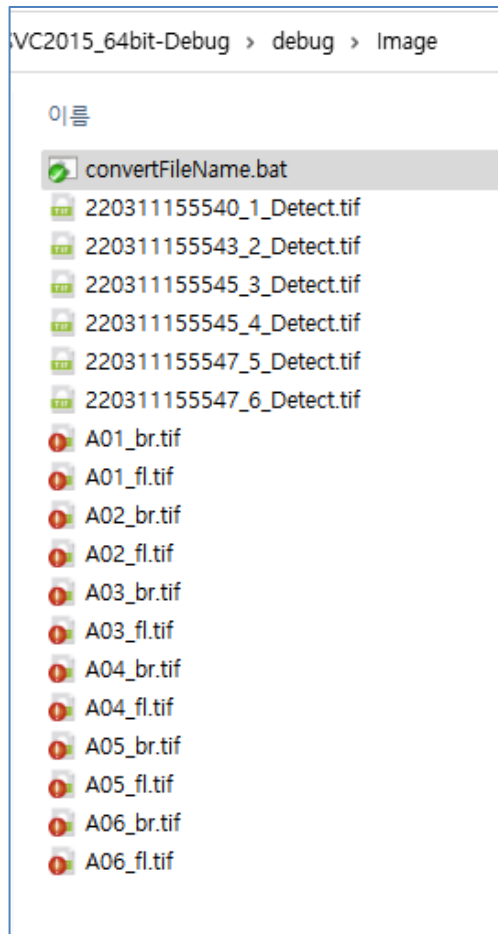 SVC2015_64bit-Debug > debug > Image
이름
convertFileName.bat
220311155540_1_Detect.tif
220311155543_2_Detect.tif
220311155545_3_Detect.tif
220311155545_4_Detect.tif
220311155547_5_Detect.tif
220311155547_6_Detect.tif
A01_br.tif
A01_fl.tif
A02_br.tif
A02_fl.tif
A03_br.tif
A03_fl.tif
A04_br.tif
A04_fl.tif
A05_br.tif
A05_fl.tif
A06_br.tif
A06_fl.tif